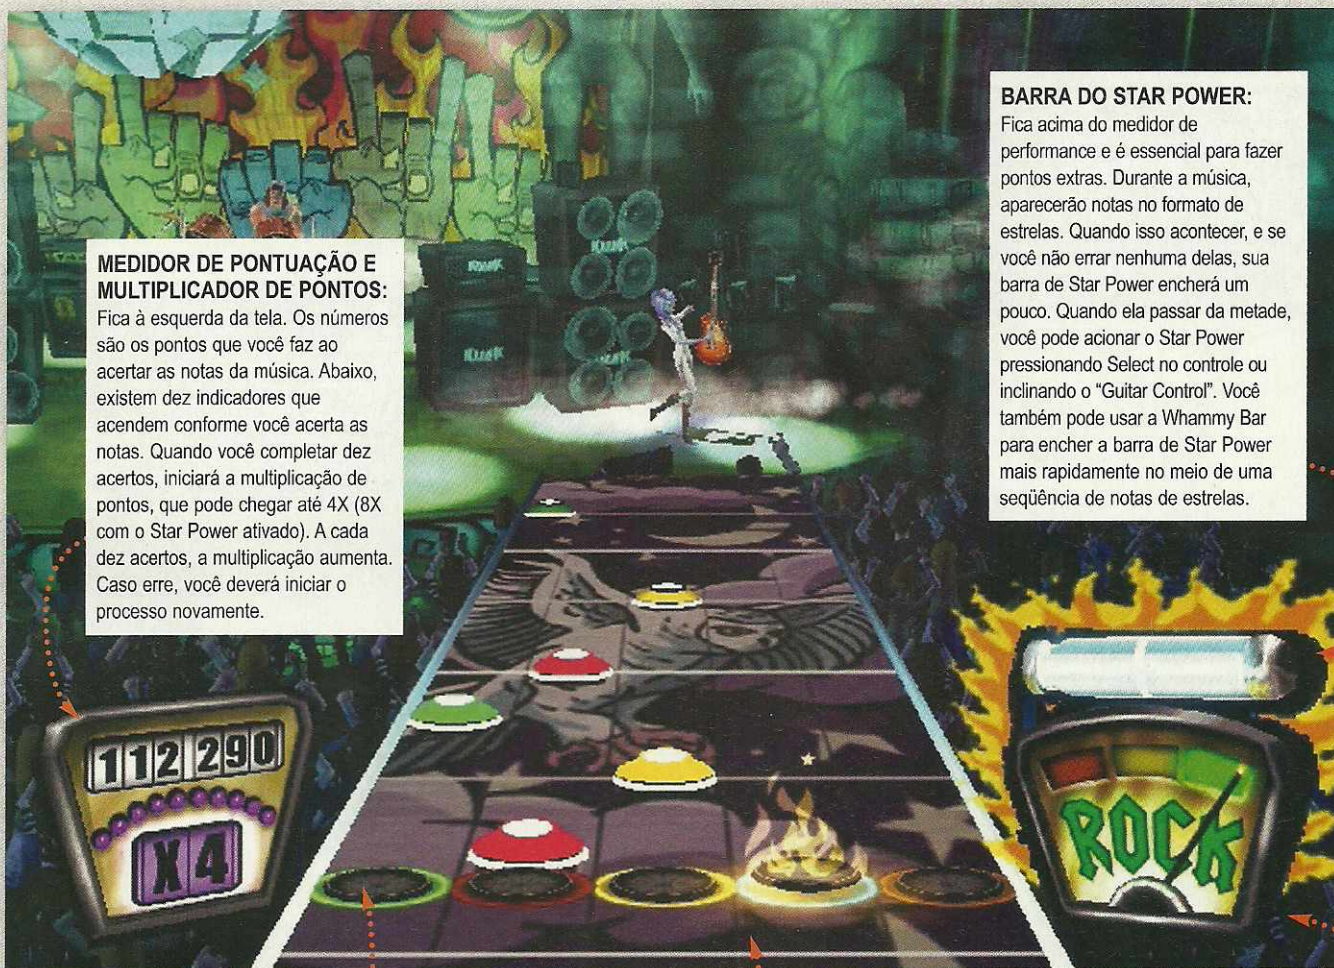 MEDIDOR DE PONTUAÇÃO E
MULTIPLICADOR DE PONTOS:
Fica à esquerda da tela. Os números
são os pontos que você faz ao
acertar as notas da música. Abaixo,
existem dez indicadores que
acendem conforme você acerta as
notas. Quando você completar dez
acertos, iniciará a multiplicação de
pontos, que pode chegar até 4X (8X
com o Star Power ativado). A cada
dez acertos, a multiplicação aumenta.
Caso erre, você deverá iniciar o
processo novamente.
BARRA DO STAR POWER:
Fica acima do medidor de
performance e é essencial para fazer
pontos extras. Durante a música,
aparecerão notas no formato de
estrelas. Quando isso acontecer, e se
você não errar nenhuma delas, sua
barra de Star Power encherá um
pouco. Quando ela passar da metade,
você pode acionar o Star Power
pressionando Select no controle ou
inclinando o “Guitar Control”. Você
também pode usar a Whammy Bar
para encher a barra de Star Power
mais rapidamente no meio de uma
seqüência de notas de estrelas.
112 290
X4
ROCK